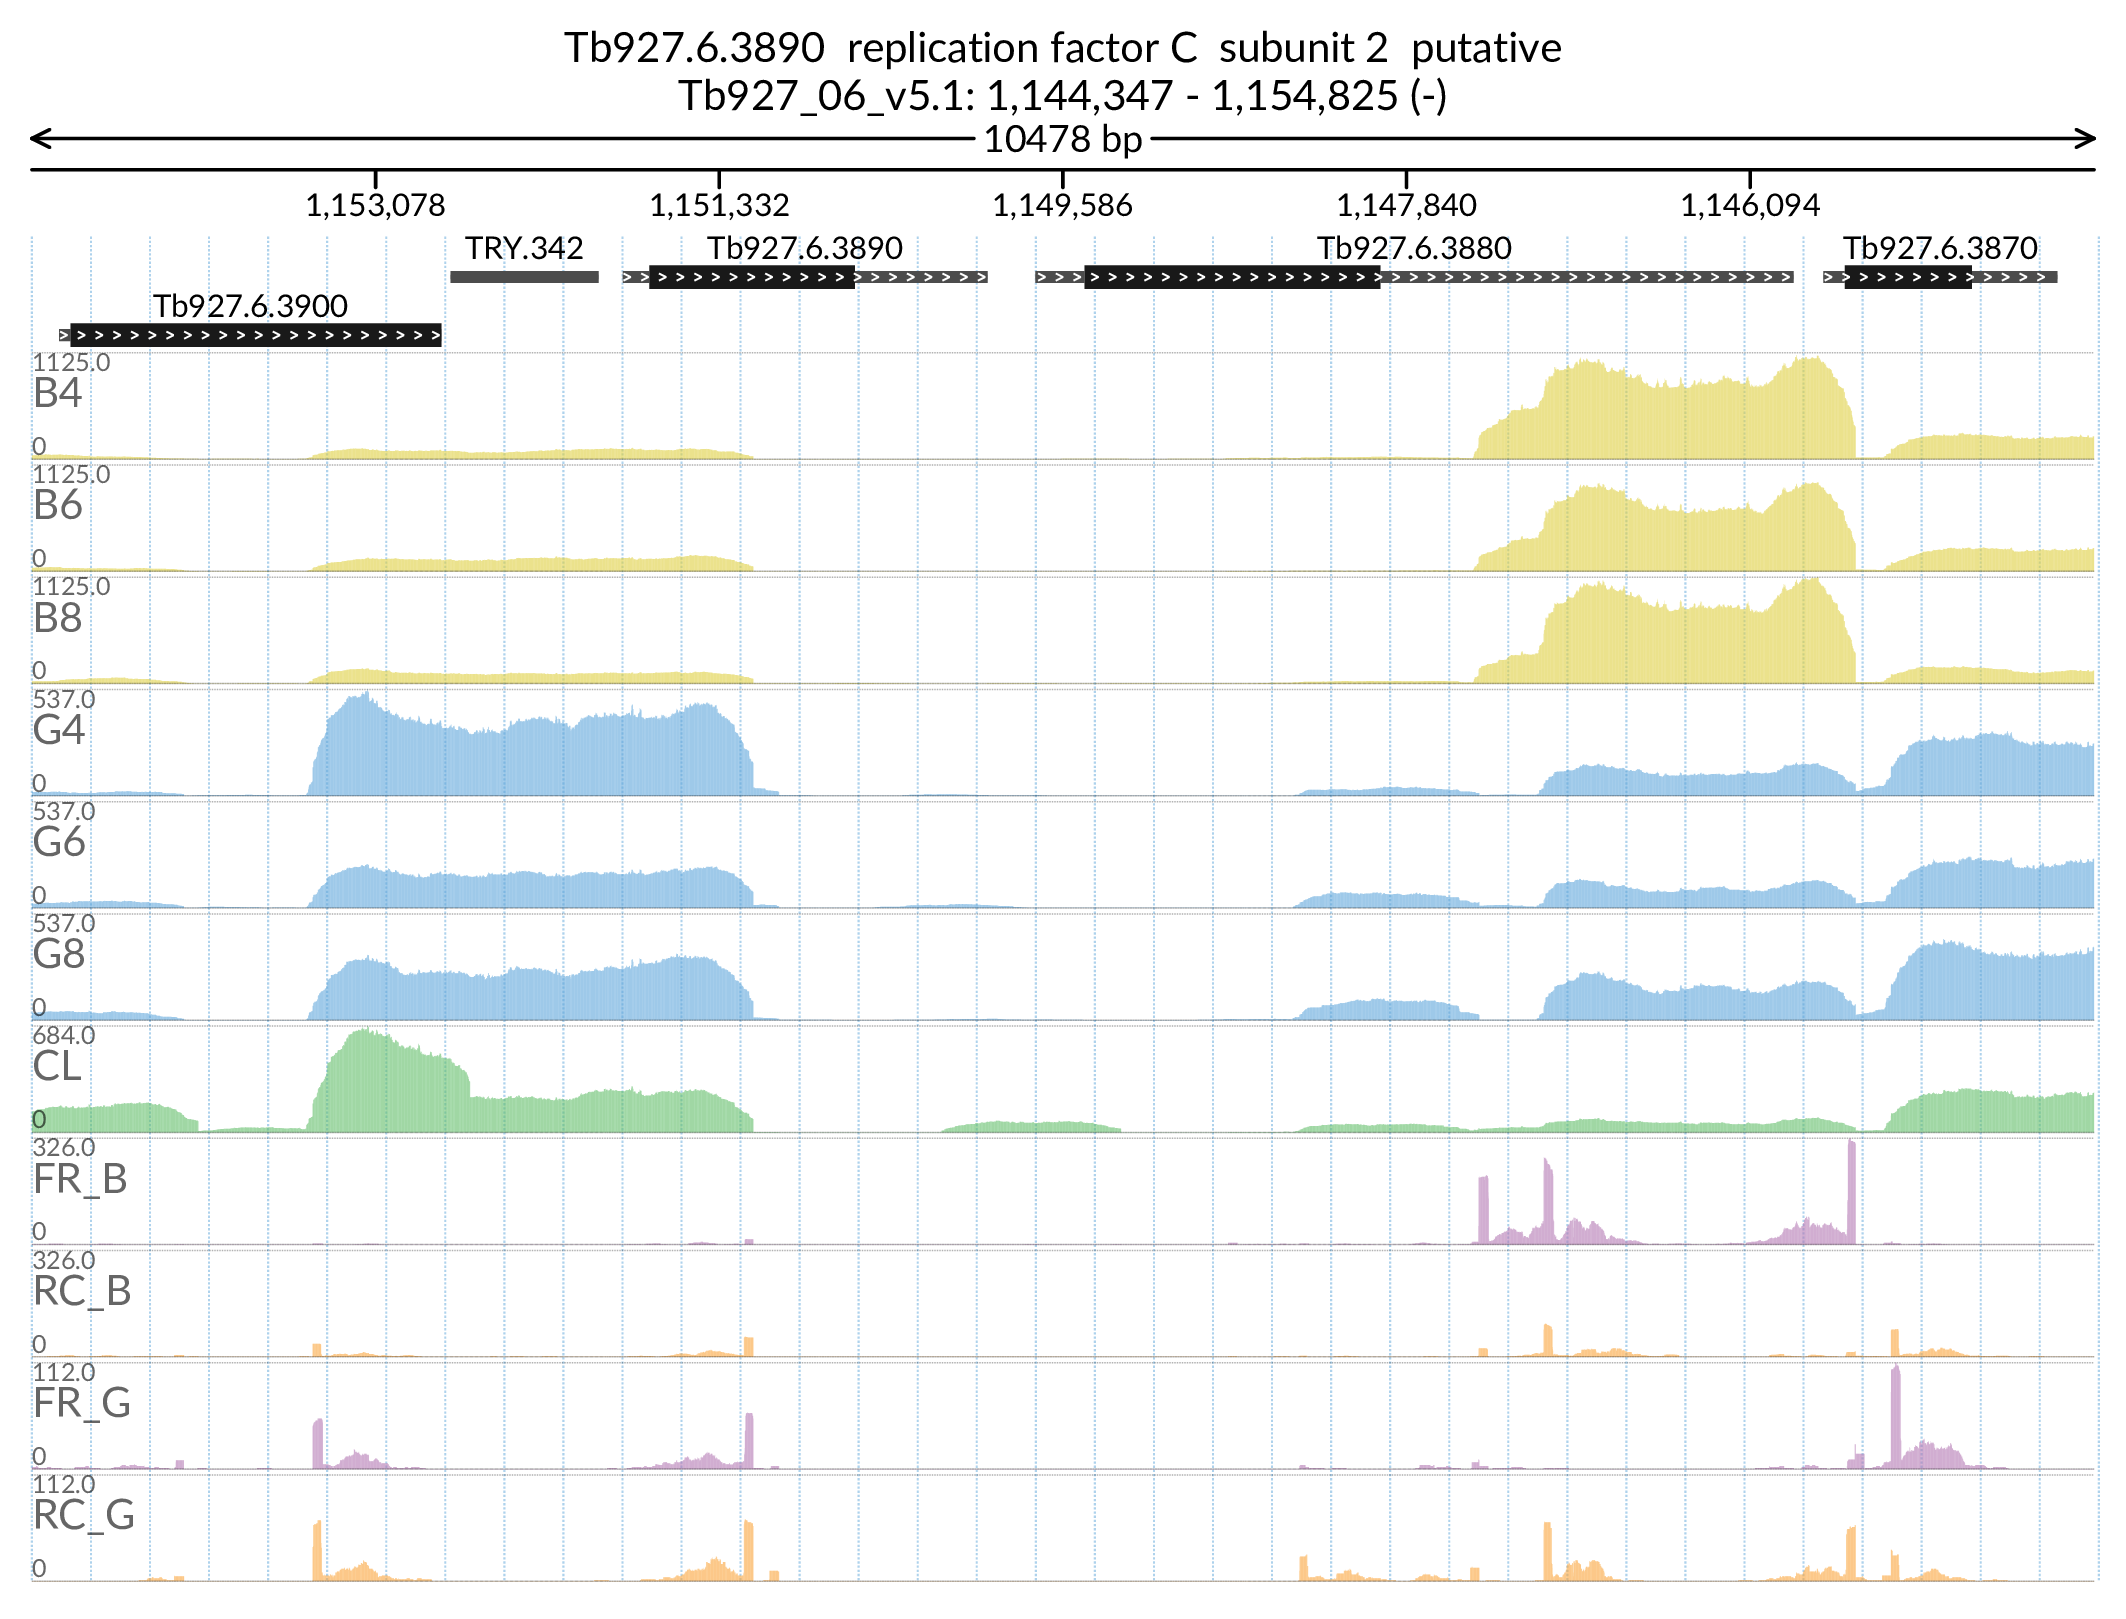 Tb927.6.3890  replication factor C  subunit 2  putative
Tb927_06_v5.1: 1,144,347 - 1,154,825 (-)
10478 bp
1,153,078 1,151,332 1,149,586 1,147,840 1,146,094
TRY.342 Tb927.6.3890 Tb927.6.3880 Tb927.6.3870
Tb927.6.3900
1125.0
B4
0
1125.0
B6
0
1125.0
B8
0
537.0
G4
0
537.0
G6
0
537.0
G8
0
684.0
CL
0
326.0
FR_B
0
326.0
RC_B
0
112.0
FR_G
0
112.0
RC_G
0